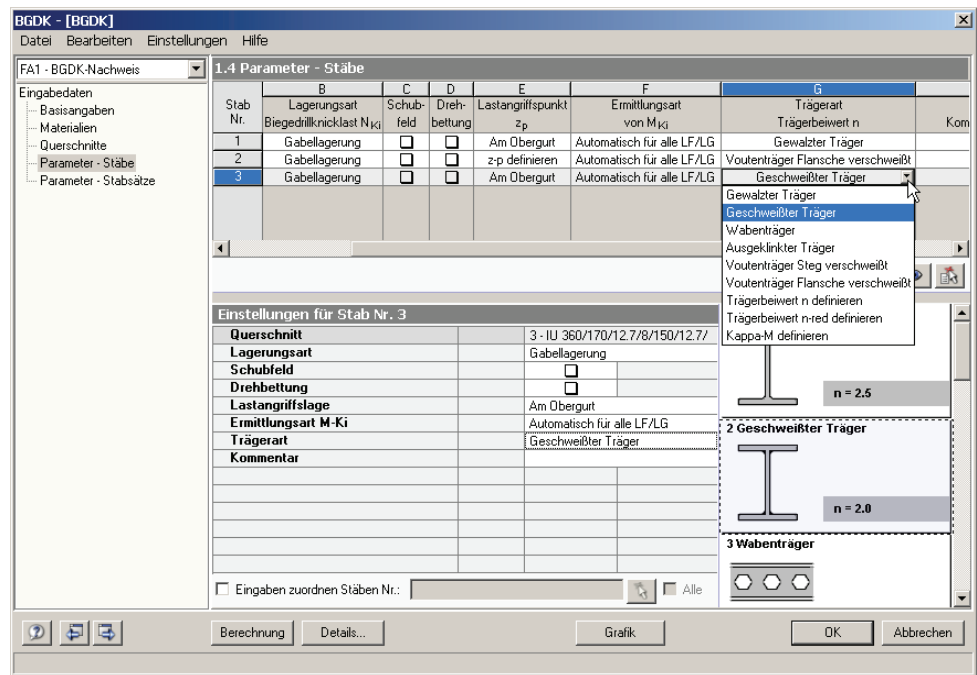 BGDK - [BGDK]
Datei Bearbeiten Einstellungen Hilfe
FA1 - BGDK-Nachweis
Eingabedaten
Basisangaben
Materialien
Querschnitte
Parameter - Stäbe
Parameter - Stabsätze
1.4 Parameter - Stäbe
B C D E F G
Stab Lagerungsart Schub- Dreh- Lastangriffspunkt Ermittlungsart Trägerart
Nr. Biegedrillknicklast NKi feld bettung zp von MKi Trägerbeiwert n Kom
1 Gabellagerung Am Obergurt Automatisch für alle LF/LG Gewalzter Träger
2 Gabellagerung z-p definieren Automatisch für alle LF/LG Voutenträger Flansche verschweißt
3 Gabellagerung Am Obergurt Automatisch für alle LF/LG Geschweißter Träger
Gewalzter Träger
Geschweißter Träger
Wabenträger
Ausgeklinkter Träger
Voutenträger Steg verschweißt
Voutenträger Flansche verschweißt
Trägerbeiwert n definieren
Trägerbeiwert n-red definieren
Kappa-M definieren
Einstellungen für Stab Nr. 3
Querschnitt 3 - IU 360/170/12.7/8/150/12.7/
Lagerungsart Gabellagerung
Schubfeld
Drehbettung
Lastangriffslage Am Obergurt
Ermittlungsart M-Ki Automatisch für alle LF/LG
Trägerart Geschweißter Träger
Kommentar
n = 2.5
2 Geschweißter Träger
n = 2.0
3 Wabenträger
Eingaben zuordnen Stäben Nr.: Alle
Berechnung Details... Grafik OK Abbrechen